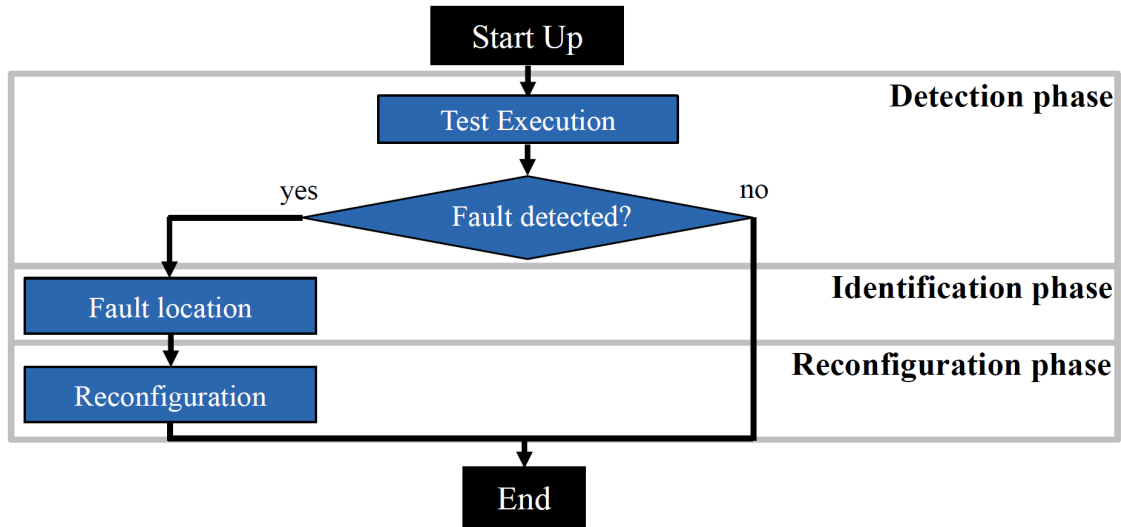 Start Up
Detection phase
Test Execution
yes
no
Fault detected?
Identification phase
Fault location
Reconfiguration phase
Reconfiguration
End